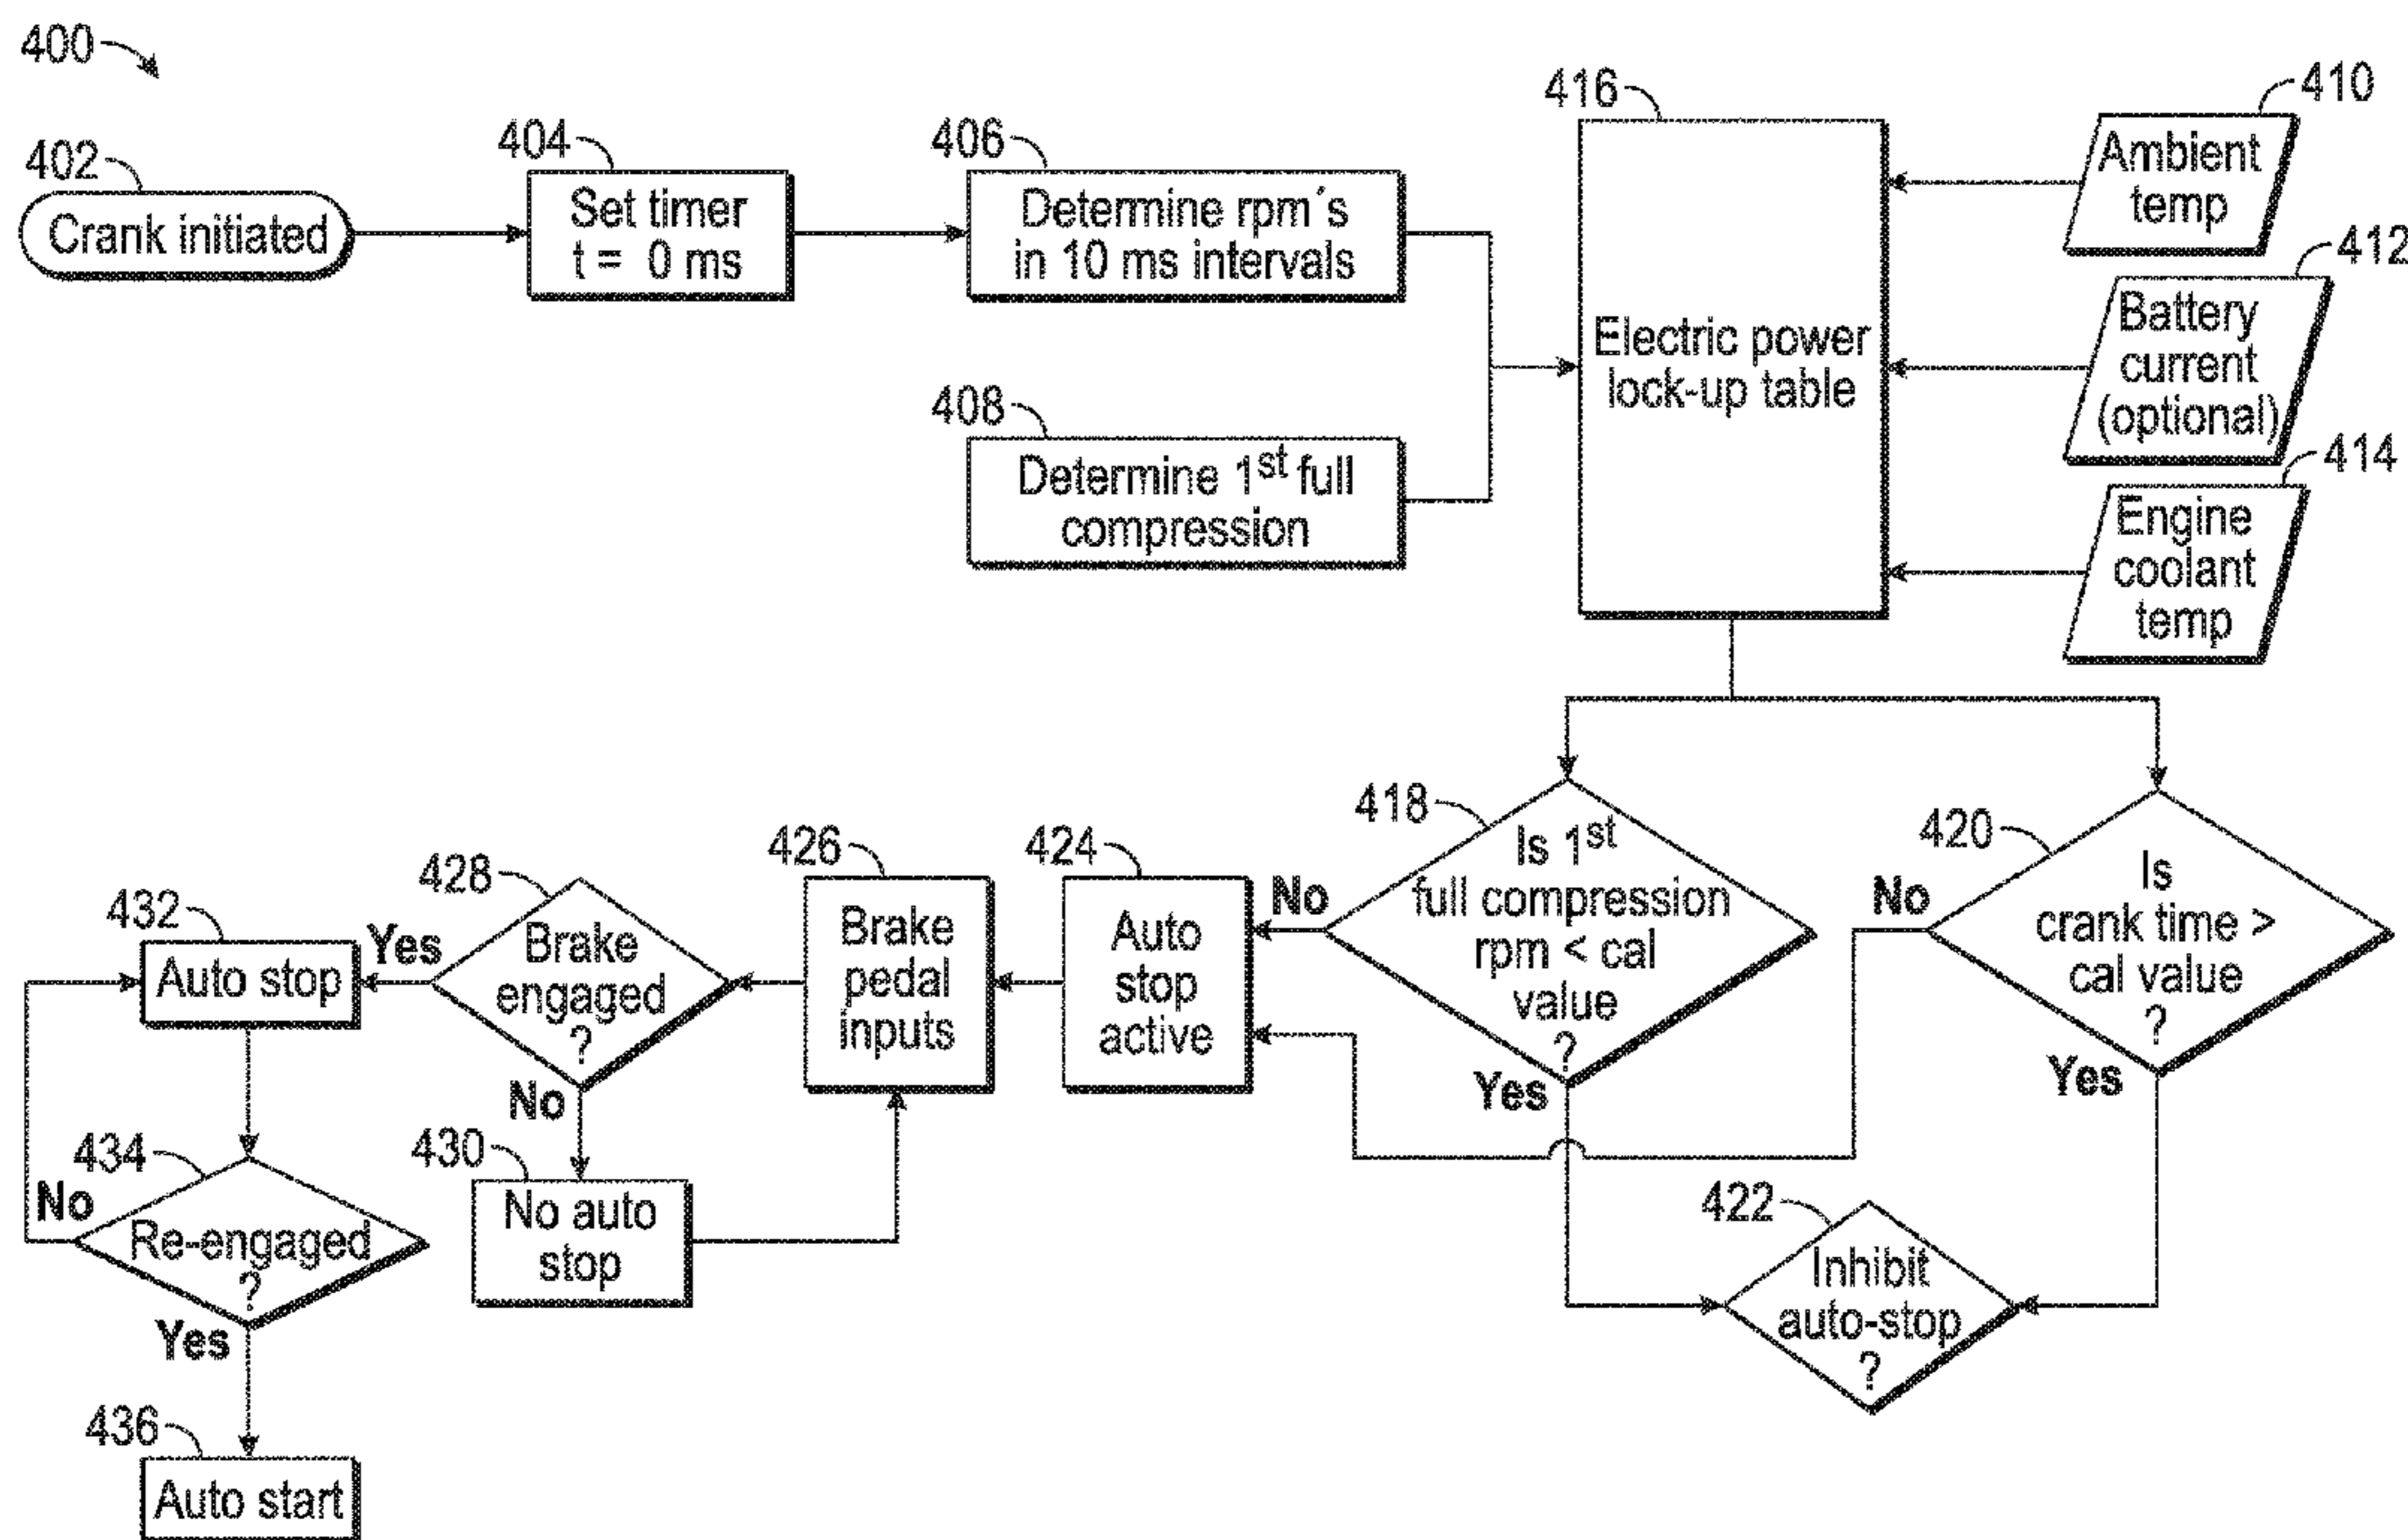 400
402
Crank initiated
404
Set timer
t = 0 ms
406
Determine rpm´s
in 10 ms intervals
408
Determine 1st full
compression
416
Electric power
lock-up table
410
Ambient
temp
412
Battery
current
(optional)
414
Engine
coolant
temp
418
Is 1st
full compression
rpm < cal
value
?
No
Yes
420
Is
crank time >
cal value
?
No
Yes
422
Inhibit
auto-stop
?
424
Auto
stop
active
426
Brake
pedal
inputs
428
Brake
engaged
?
Yes
No
430
No auto
stop
432
Auto stop
434
Re-engaged
?
No
Yes
436
Auto start